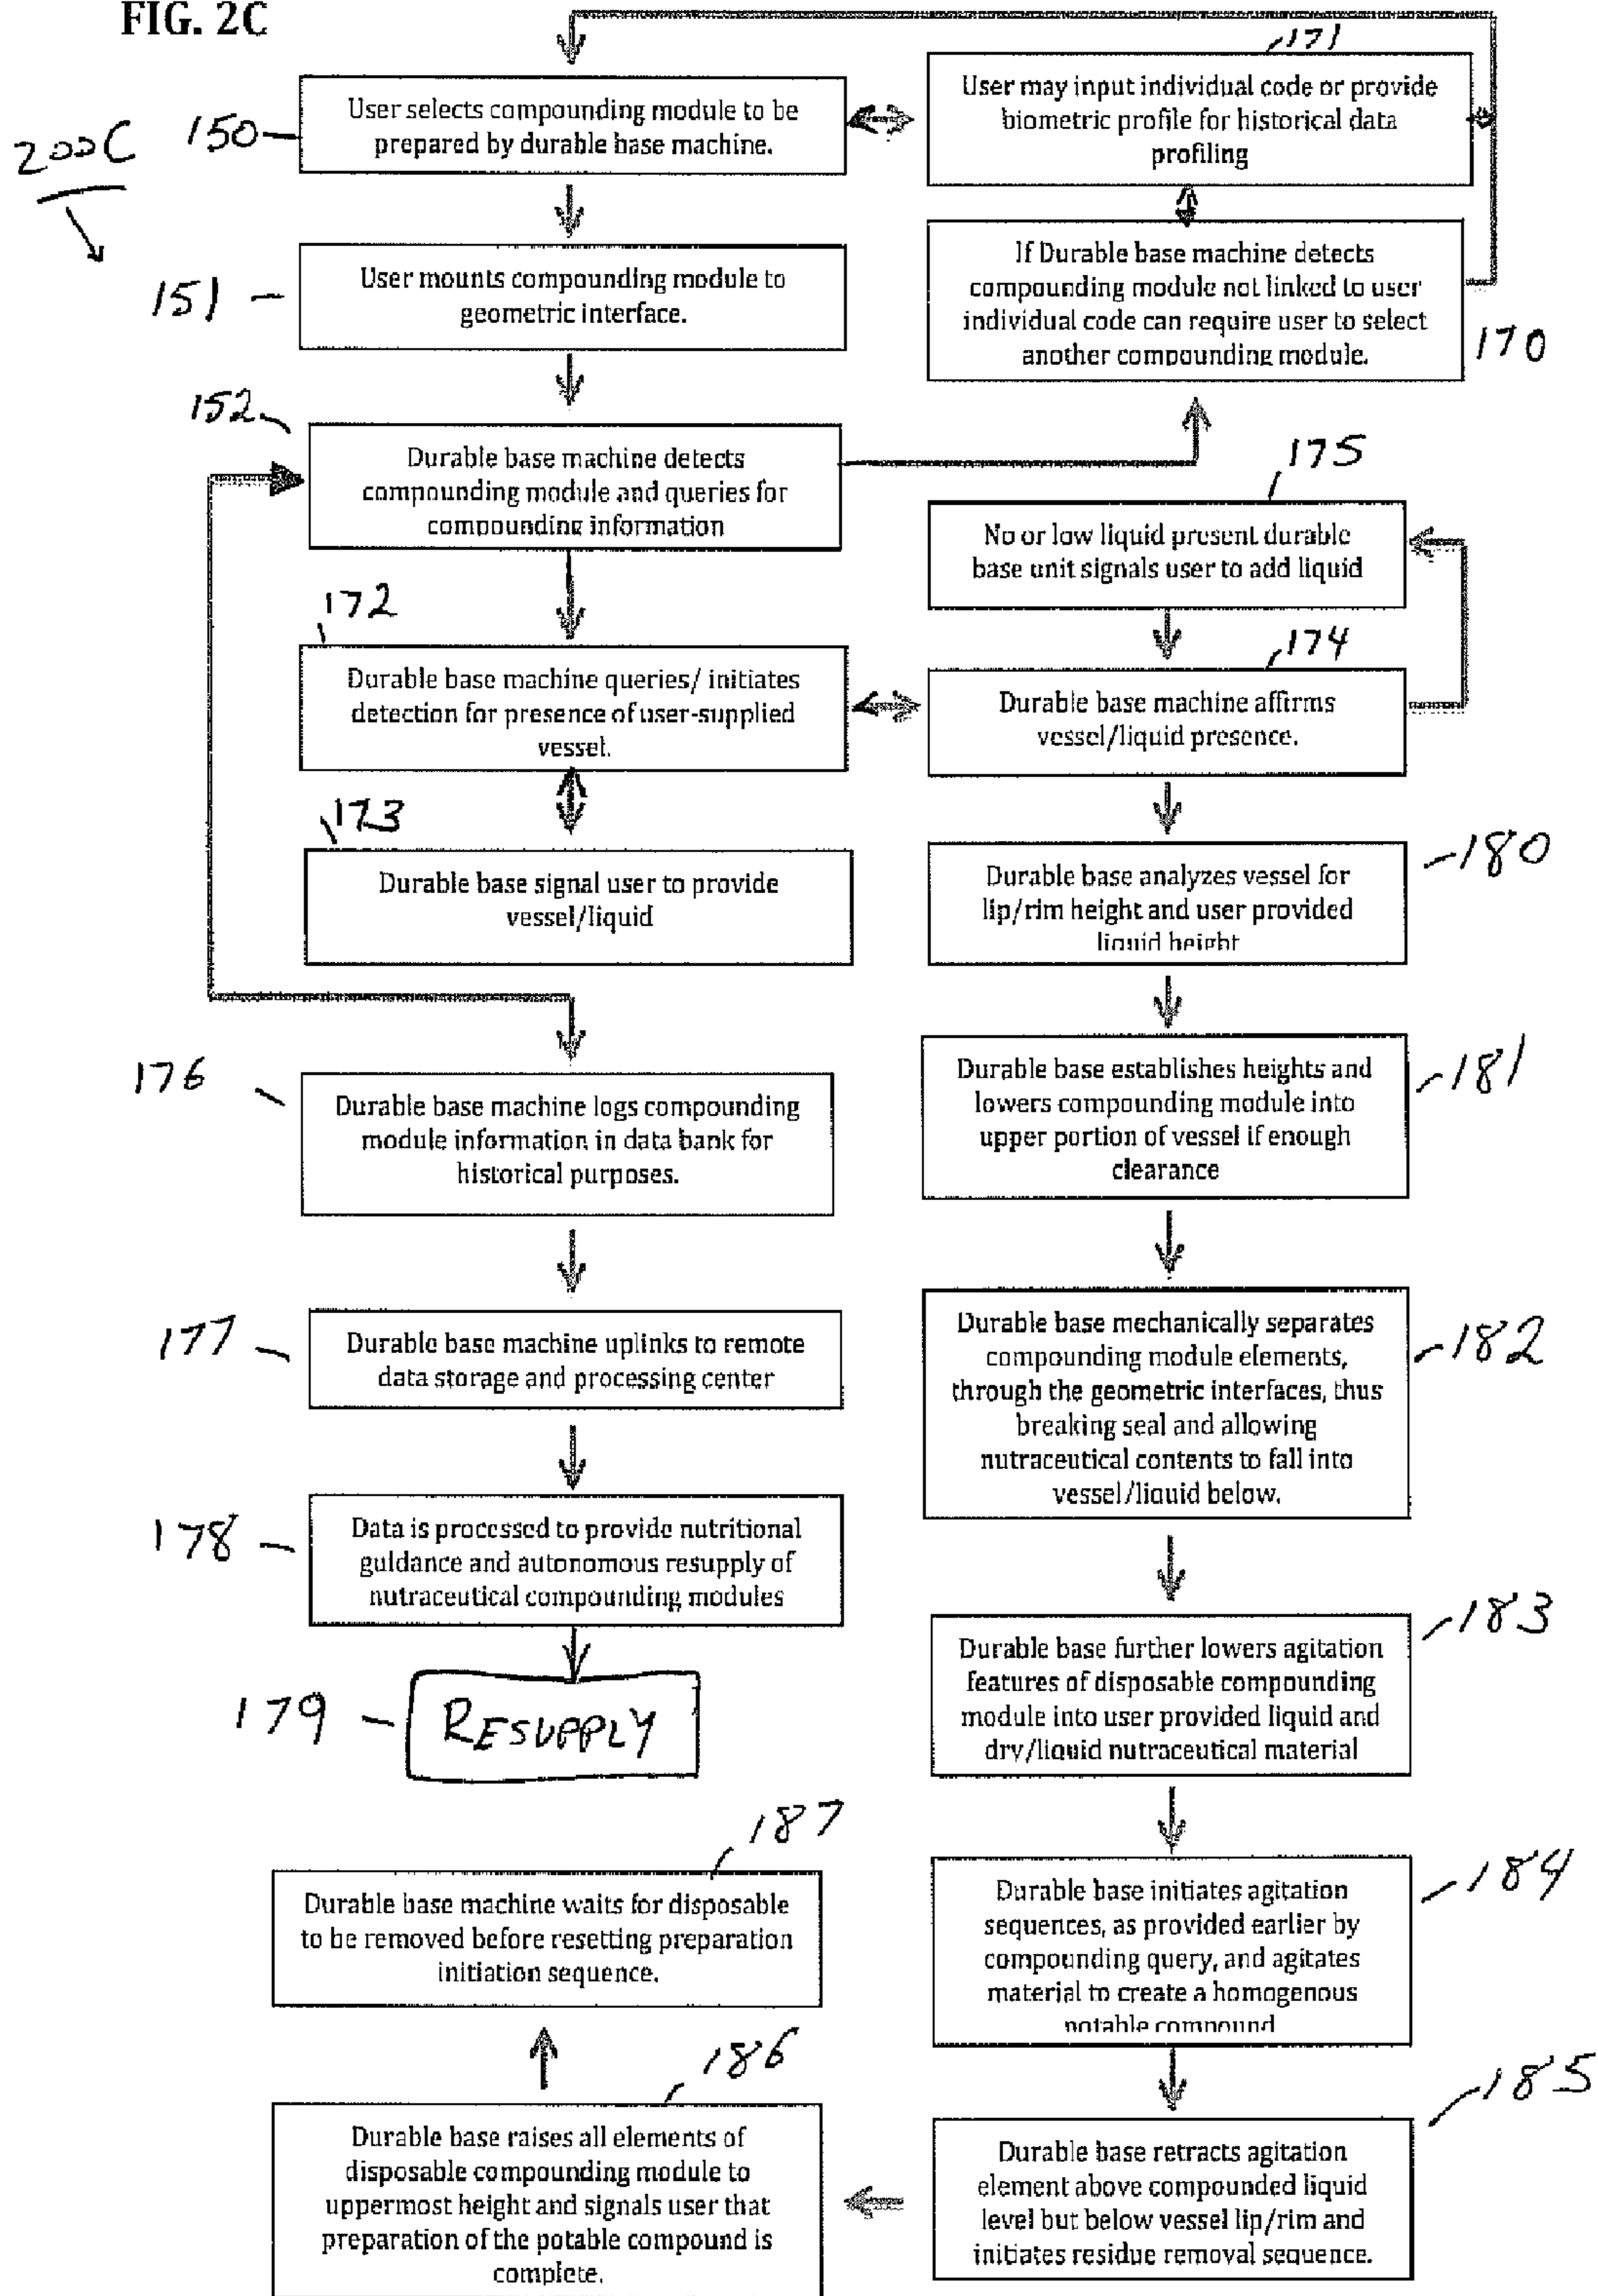 FIG. 2C
200C
171
150
User selects compounding module to be
prepared by durable base machine.
User may input individual code or provide
biometric profile for historical data
profiling
151
User mounts compounding module to
geometric interface.
If Durable base machine detects
compounding module not linked to user
individual code can require user to select
another compounding module.
170
152
Durable base machine detects
compounding module and queries for
compounding information
175
No or low liquid present durable
base unit signals user to add liquid
172
Durable base machine queries/ initiates
detection for presence of user-supplied
vessel.
174
Durable base machine affirms
vessel/liquid presence.
173
Durable base signal user to provide
vessel/liquid
180
Durable base analyzes vessel for
lip/rim height and user provided
liquid height
176
Durable base machine logs compounding
module information in data bank for
historical purposes.
181
Durable base establishes heights and
lowers compounding module into
upper portion of vessel if enough
clearance
177
Durable base machine uplinks to remote
data storage and processing center
182
Durable base mechanically separates
compounding module elements,
through the geometric interfaces, thus
breaking seal and allowing
nutraceutical contents to fall into
vessel/liquid below.
178
Data is processed to provide nutritional
guidance and autonomous resupply of
nutraceutical compounding modules
179
RESUPPLY
183
Durable base further lowers agitation
features of disposable compounding
module into user provided liquid and
dry/liquid nutraceutical material
187
Durable base machine waits for disposable
to be removed before resetting preparation
initiation sequence.
184
Durable base initiates agitation
sequences, as provided earlier by
compounding query, and agitates
material to create a homogenous
potable compound
186
Durable base raises all elements of
disposable compounding module to
uppermost height and signals user that
preparation of the potable compound is
complete.
185
Durable base retracts agitation
element above compounded liquid
level but below vessel lip/rim and
initiates residue removal sequence.